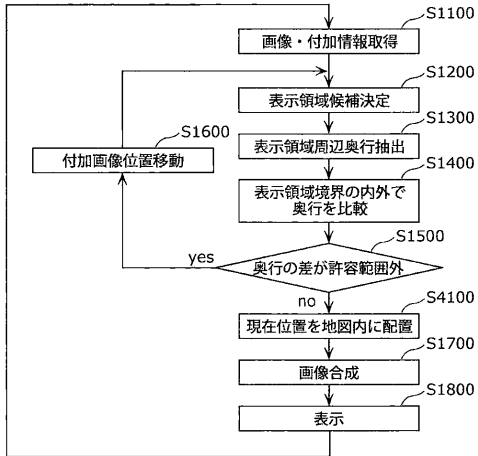 S1100
画像・付加情報取得
S1200
表示領域候補決定
S1300
表示領域周辺奥行抽出
S1400
表示領域境界の内外で
奥行を比較
S1600
付加画像位置移動
S1500
奥行の差が許容範囲外
yes
no
S4100
現在位置を地図内に配置
S1700
画像合成
S1800
表示